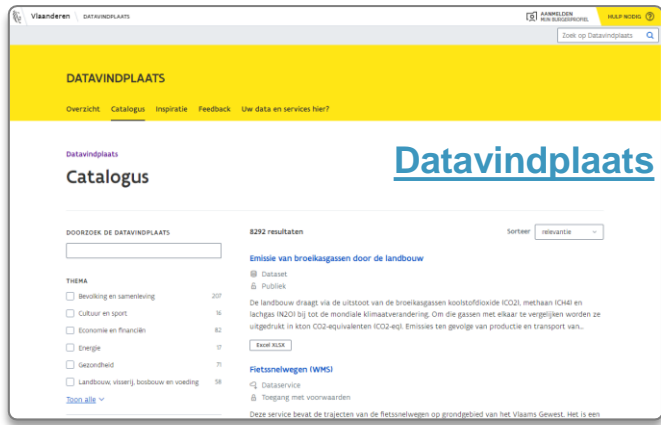 Vlaanderen DATAVINDPLAATS
AANMELDEN
MIJN BURGERPROFIEL
HULP NODIG
Zoek op Datavindplaats
DATAVINDPLAATS
Overzicht Catalogus Inspiratie Feedback Uw data en services hier?
Datavindplaats
Catalogus
Datavindplaats
DOORZOEK DE DATAVINDPLAATS
8292 resultaten
Sorteer relevantie
Emissie van broeikasgassen door de landbouw
Dataset
Publiek
THEMA
Bevolking en samenleving 207
Cultuur en sport 16
Economie en financiën 82
Energie 17
Gezondheid 71
Landbouw, visserij, bosbouw en voeding 58
Toon alle
De landbouw draagt via de uitstoot van de broeikasgassen koolstofdioxide (CO2), methaan (CH4) en
lachgas (N2O) bij tot de mondiale klimaatverandering. Om die gassen met elkaar te vergelijken worden ze
uitgedrukt in kton CO2-equivalenten (CO2-eq). Emissies ten gevolge van productie en transport van...
Excel XLSX
Fietssnelwegen (WMS)
Dataservice
Toegang met voorwaarden
Deze service bevat de trajecten van de fietssnelwegen op grondgebied van het Vlaams Gewest. Het is een